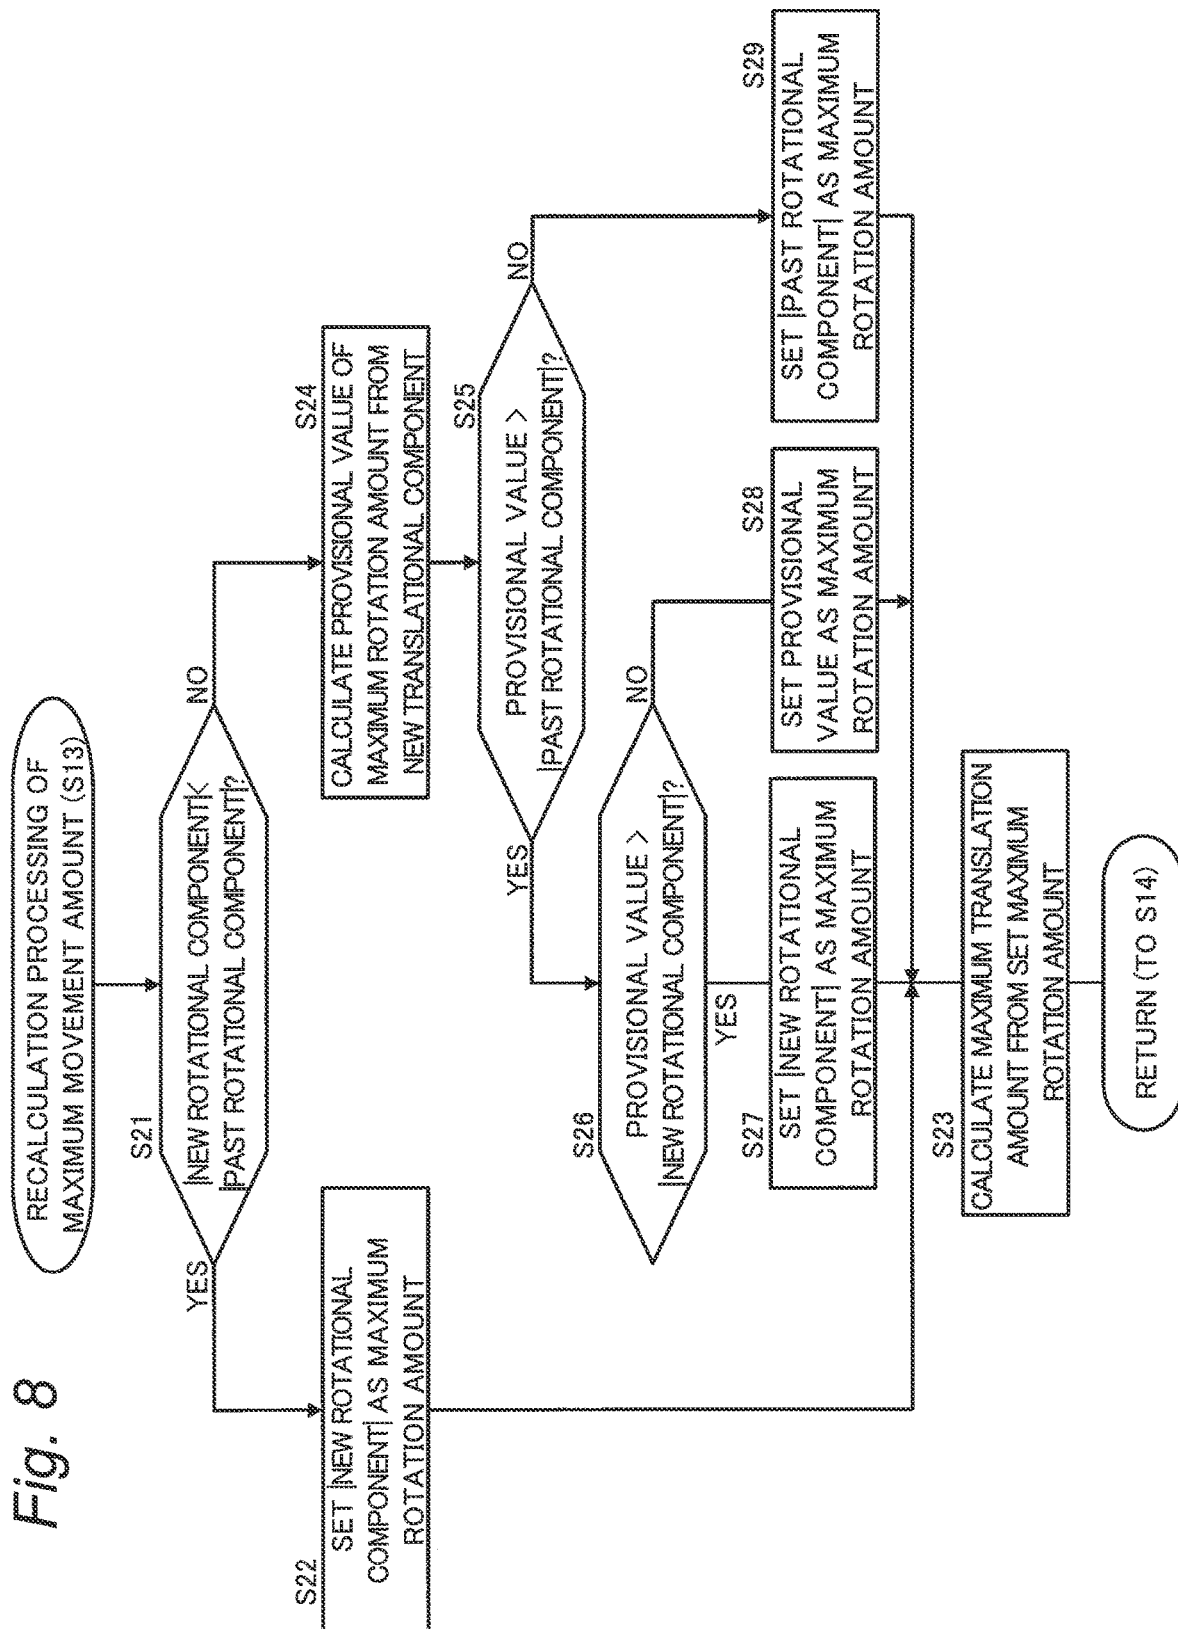 Fig. 8
RECALCULATION PROCESSING OF
MAXIMUM MOVEMENT AMOUNT (S13)
S21
|NEW ROTATIONAL COMPONENT|<
|PAST ROTATIONAL COMPONENT|?
YES
NO
S22
SET |NEW ROTATIONAL
COMPONENT| AS MAXIMUM
ROTATION AMOUNT
S24
CALCULATE PROVISIONAL VALUE OF
MAXIMUM ROTATION AMOUNT FROM
NEW TRANSLATIONAL COMPONENT
S25
PROVISIONAL VALUE >
|PAST ROTATIONAL COMPONENT|?
YES
NO
S26
PROVISIONAL VALUE >
|NEW ROTATIONAL COMPONENT|?
YES
NO
S27
SET |NEW ROTATIONAL
COMPONENT| AS MAXIMUM
ROTATION AMOUNT
S28
SET PROVISIONAL
VALUE AS MAXIMUM
ROTATION AMOUNT
S29
SET |PAST ROTATIONAL
COMPONENT| AS MAXIMUM
ROTATION AMOUNT
S23
CALCULATE MAXIMUM TRANSLATION
AMOUNT FROM SET MAXIMUM
ROTATION AMOUNT
RETURN (TO S14)